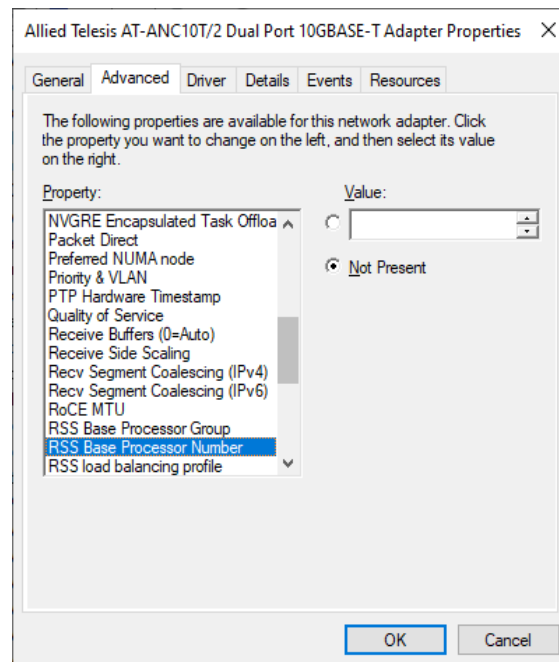 Allied Telesis AT-ANC10T/2 Dual Port 10GBASE-T Adapter Properties
General Advanced Driver Details Events Resources
The following properties are available for this network adapter. Click
the property you want to change on the left, and then select its value
on the right.
Property:
Value:
NVGRE Encapsulated Task Offloa
Packet Direct
Preferred NUMA node
Priority & VLAN
PTP Hardware Timestamp
Quality of Service
Receive Buffers (0=Auto)
Receive Side Scaling
Recv Segment Coalescing (IPv4)
Recv Segment Coalescing (IPv6)
RoCE MTU
RSS Base Processor Group
RSS Base Processor Number
RSS load balancing profile
Not Present
OK
Cancel